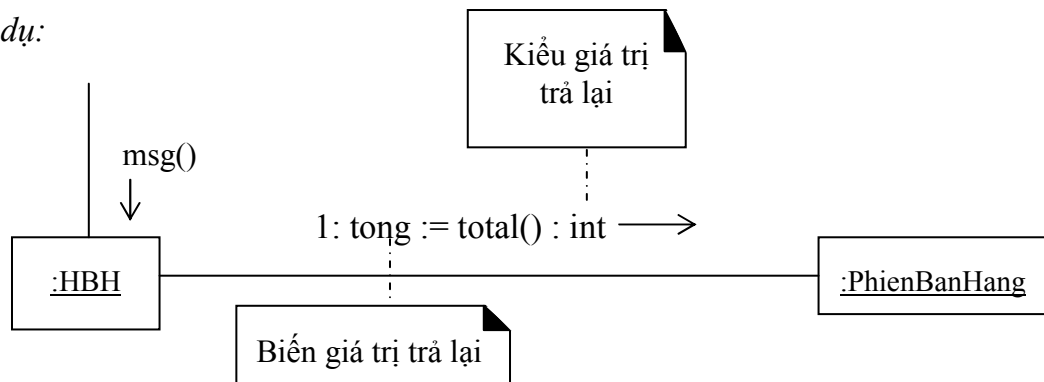 dụ:
Kiểu giá trị
trả lại
msg()
1: tong := total() : int
:HBH
:PhienBanHang
Biến giá trị trả lại